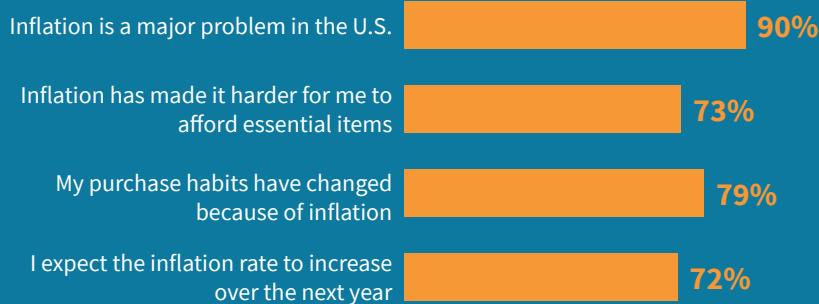 Inflation is a major problem in the U.S. 90%
Inflation has made it harder for me to
afford essential items 73%
My purchase habits have changed
because of inflation 79%
I expect the inflation rate to increase
over the next year 72%